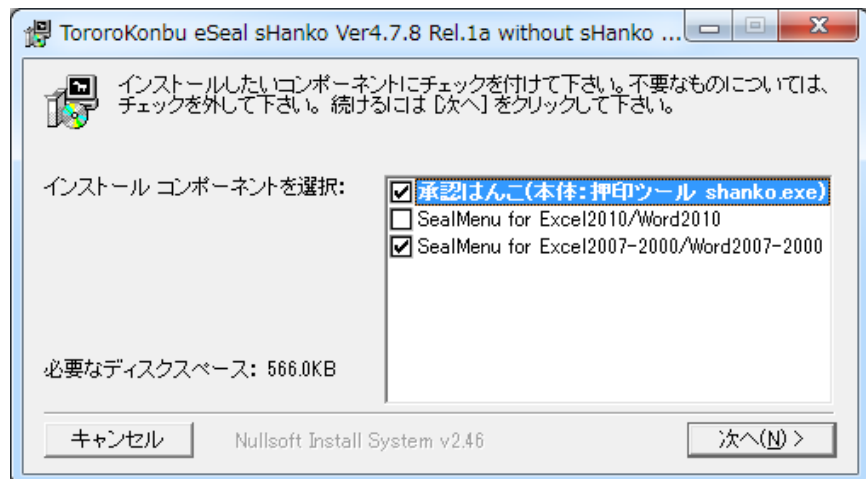 TororoKonbu eSeal sHanko Ver4.7.8 Rel.1a without sHanko ...
インストールしたいコンポーネントにチェックを付けて下さい。不要なものについては、
チェックを外して下さい。続けるには [次へ] をクリックして下さい。
インストール コンポーネントを選択:
承認はんこ(本体:押印ツール shanko.exe)
SealMenu for Excel2010/Word2010
SealMenu for Excel2007-2000/Word2007-2000
必要なディスクスペース: 566.0KB
キャンセル
Nullsoft Install System v2.46
次へ(N) >